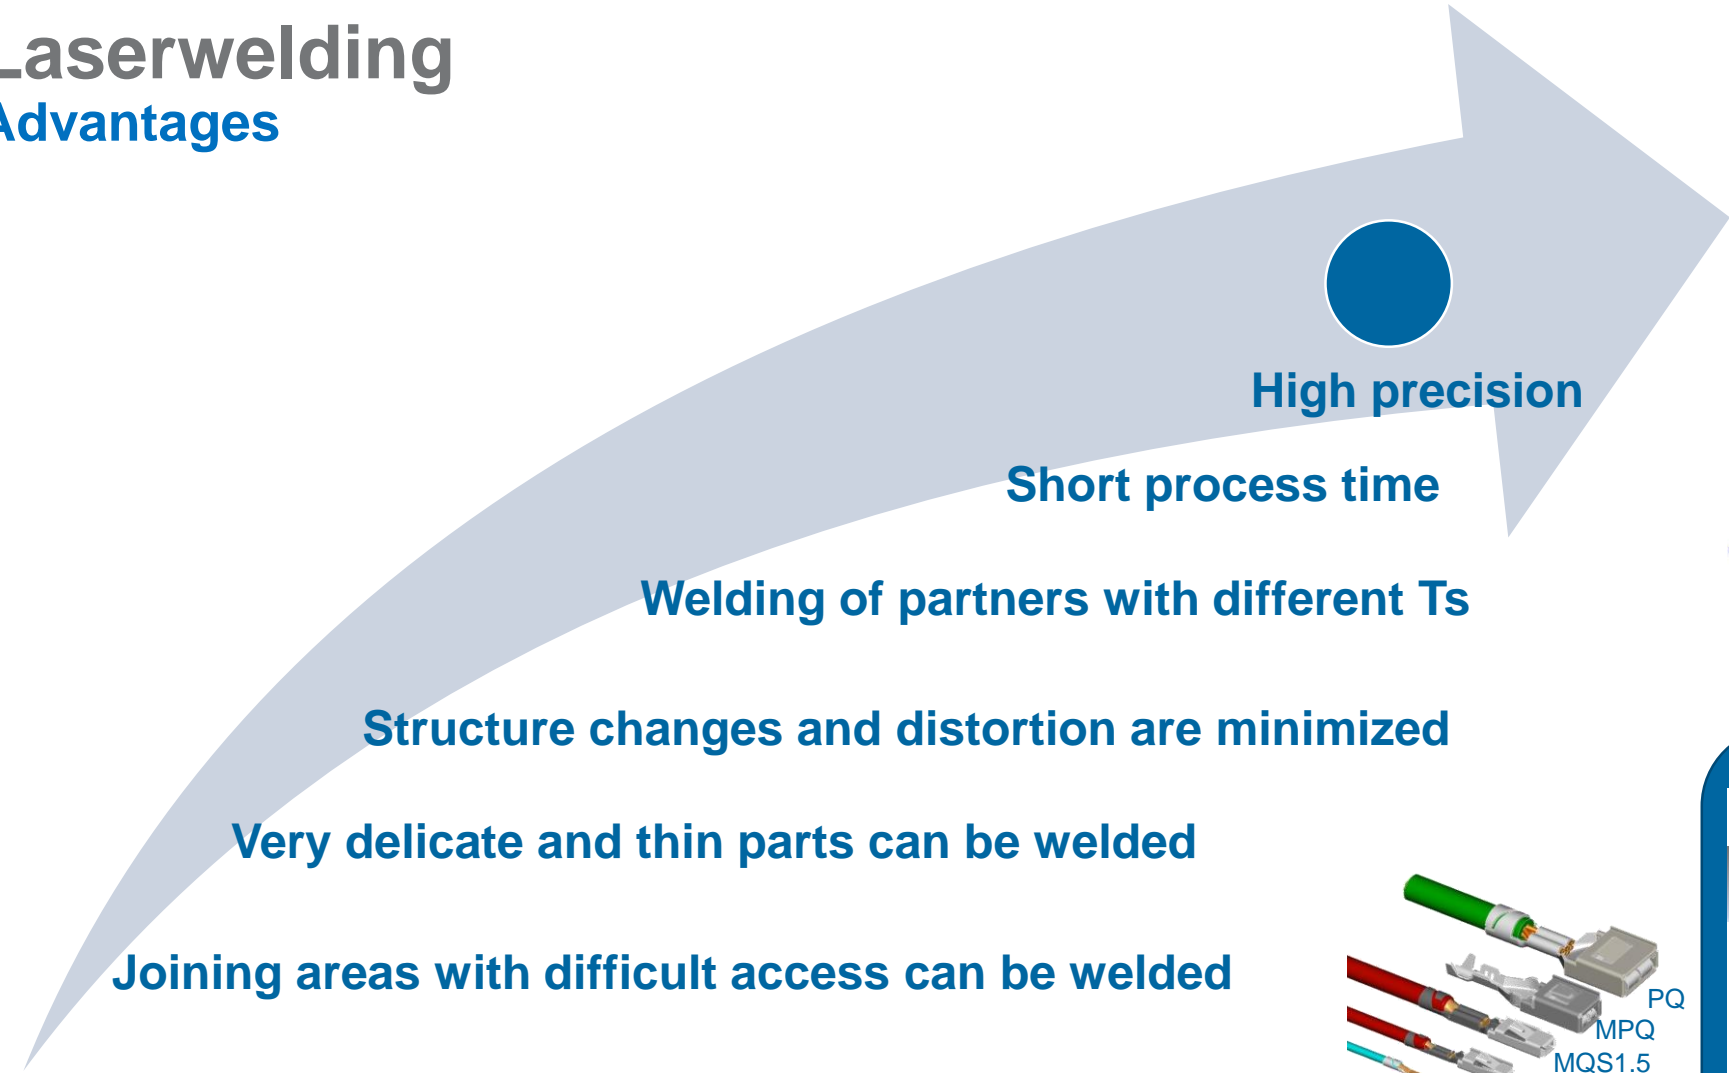 Laserwelding
Advantages
High precision
Short process time
Welding of partners with different Ts
Structure changes and distortion are minimized
Very delicate and thin parts can be welded
Joining areas with difficult access can be welded
PQ
MPQ
MQS1.5